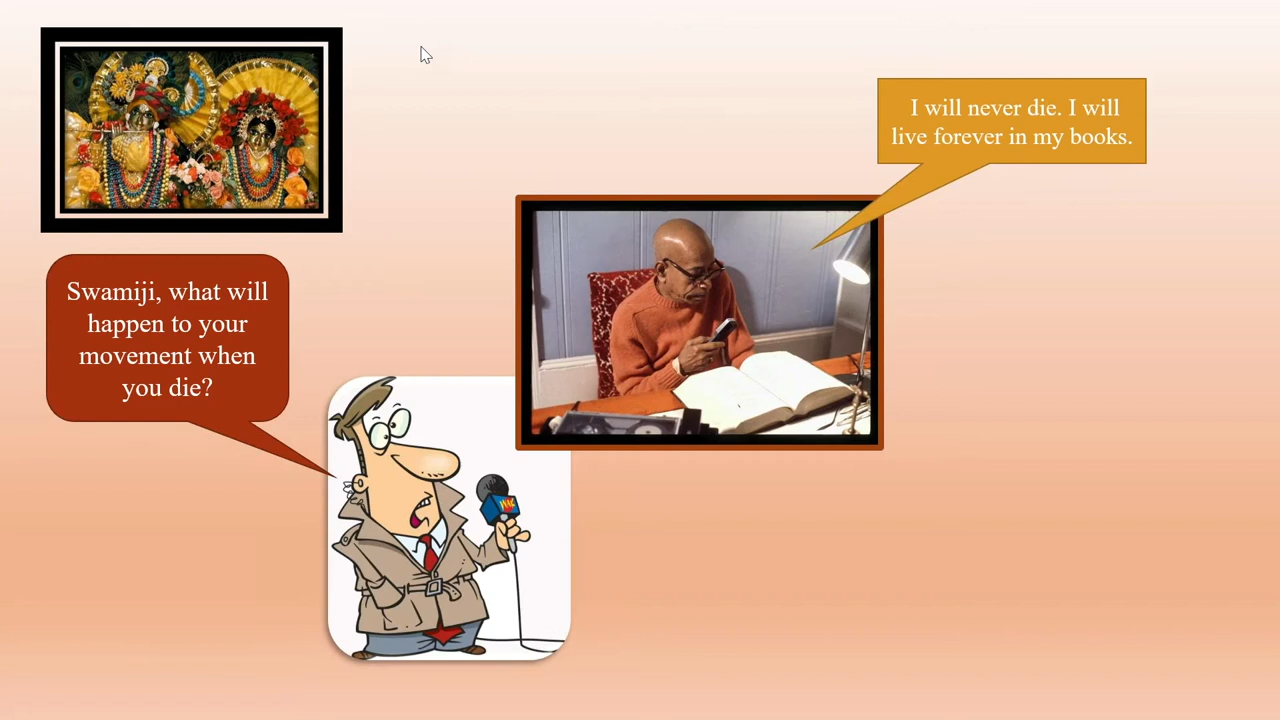 Swamiji, what will
happen to your
movement when
you die?
I will never die. I will
live forever in my books.